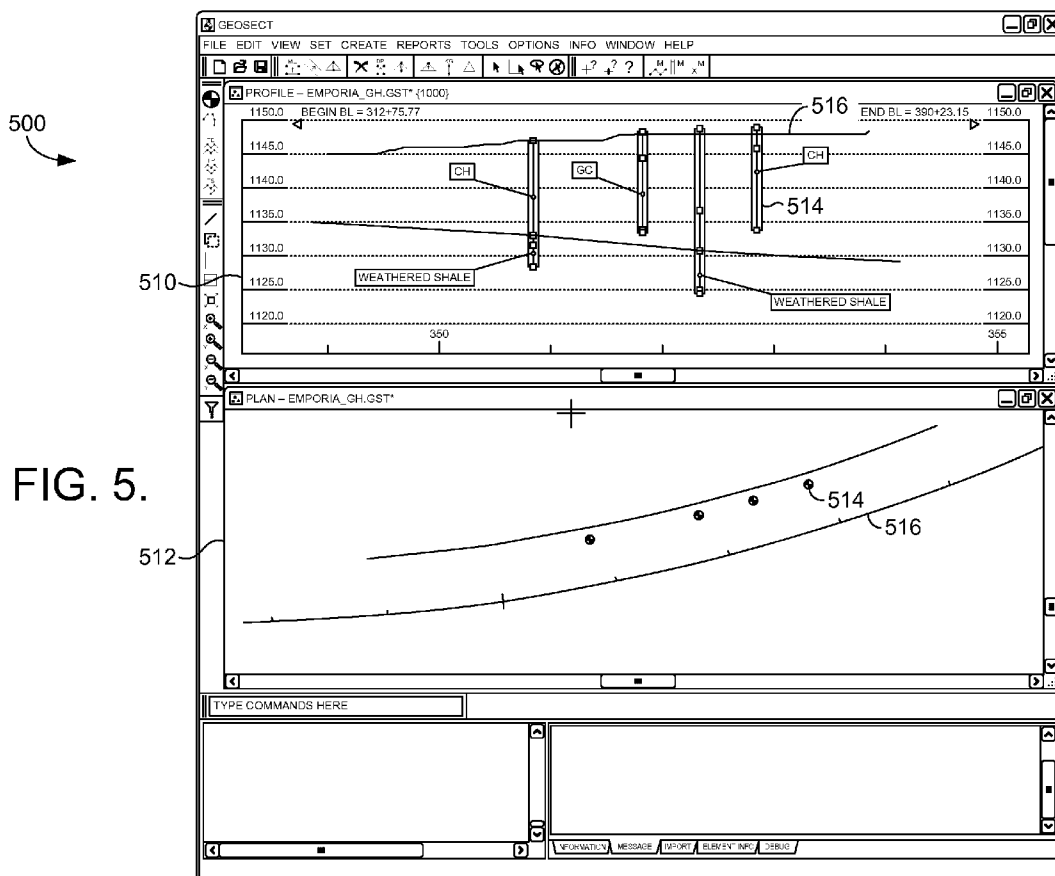 500
FIG. 5.
GEOSECT
FILE EDIT VIEW SET CREATE REPORTS TOOLS OPTIONS INFO WINDOW HELP
PROFILE – EMPORIA_GH.GST* {1000}
1150.0 BEGIN BL = 312+75.77 516 END BL = 390+23.15 1150.0
1145.0 1145.0
CH GC CH
1140.0 1140.0
514
1135.0 1135.0
1130.0 1130.0
510 WEATHERED SHALE
1125.0 WEATHERED SHALE 1125.0
1120.0 1120.0
350 355
PLAN – EMPORIA_GH.GST*
514
516
512
TYPE COMMANDS HERE
INFORMATION MESSAGE IMPORT ELEMENT INFO DEBUG